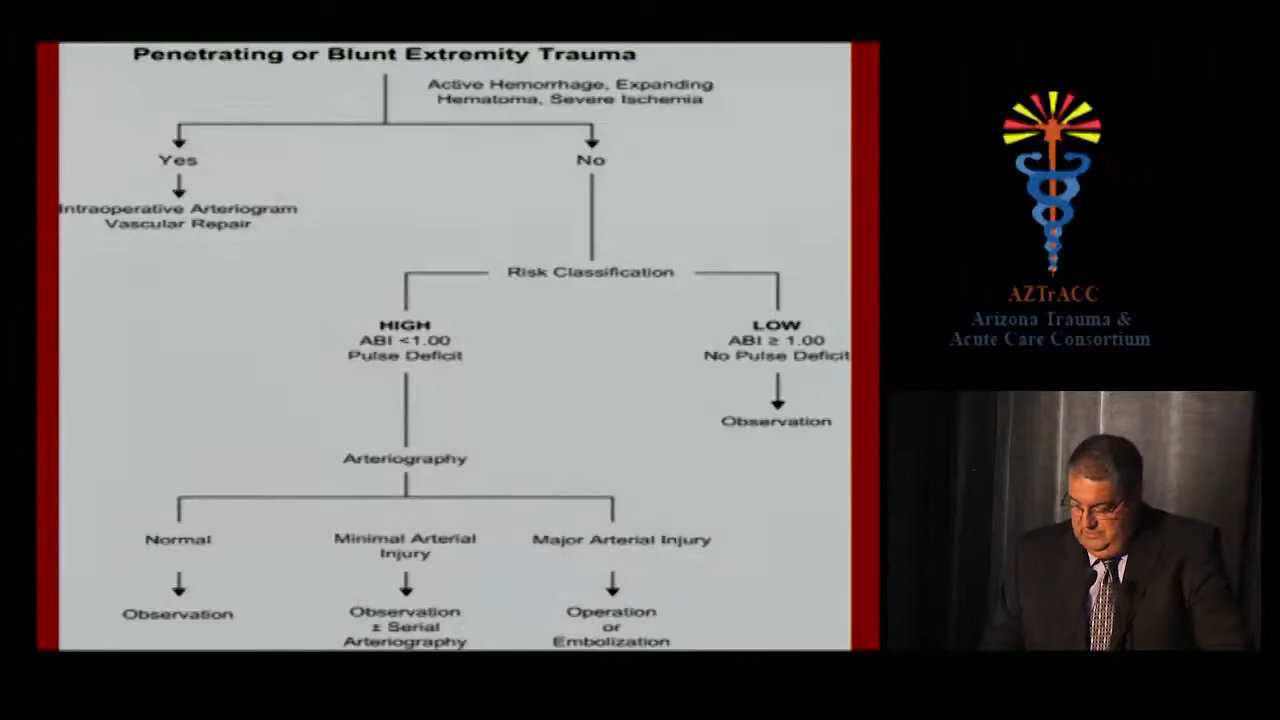 Penetrating or Blunt Extremity Trauma
Active Hemorrhage, Expanding
Hematoma, Severe Ischemia
Yes
No
Intraoperative Arteriogram
Vascular Repair
Risk Classification
HIGH
ABI <1.00
Pulse Deficit
LOW
ABI ≥ 1.00
No Pulse Deficit
Observation
Arteriography
Normal
Minimal Arterial
Injury
Major Arterial Injury
Observation
Observation
± Serial
Arteriography
Operation
or
Embolization
AZTrACC
Arizona Trauma &
Acute Care Consortium